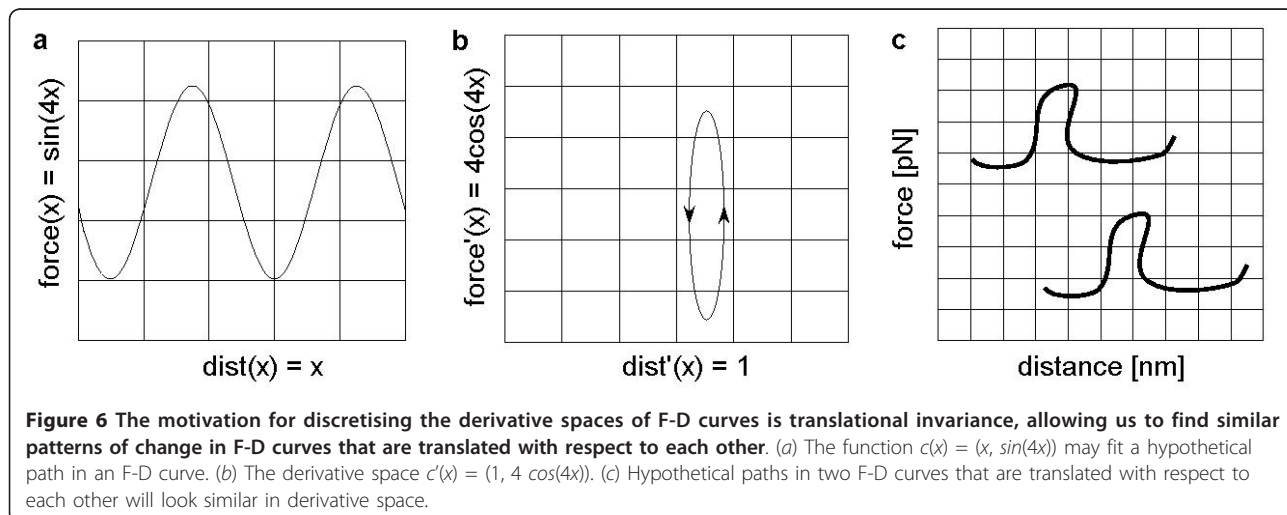 a
force(x) = sin(4x)
dist(x) = x
b
force'(x) = 4cos(4x)
dist'(x) = 1
c
force [pN]
distance [nm]
Figure 6 The motivation for discretising the derivative spaces of F-D curves is translational invariance, allowing us to find similar
patterns of change in F-D curves that are translated with respect to each other. (a) The function c(x) = (x, sin(4x)) may fit a hypothetical
path in an F-D curve. (b) The derivative space c'(x) = (1, 4 cos(4x)). (c) Hypothetical paths in two F-D curves that are translated with respect to
each other will look similar in derivative space.